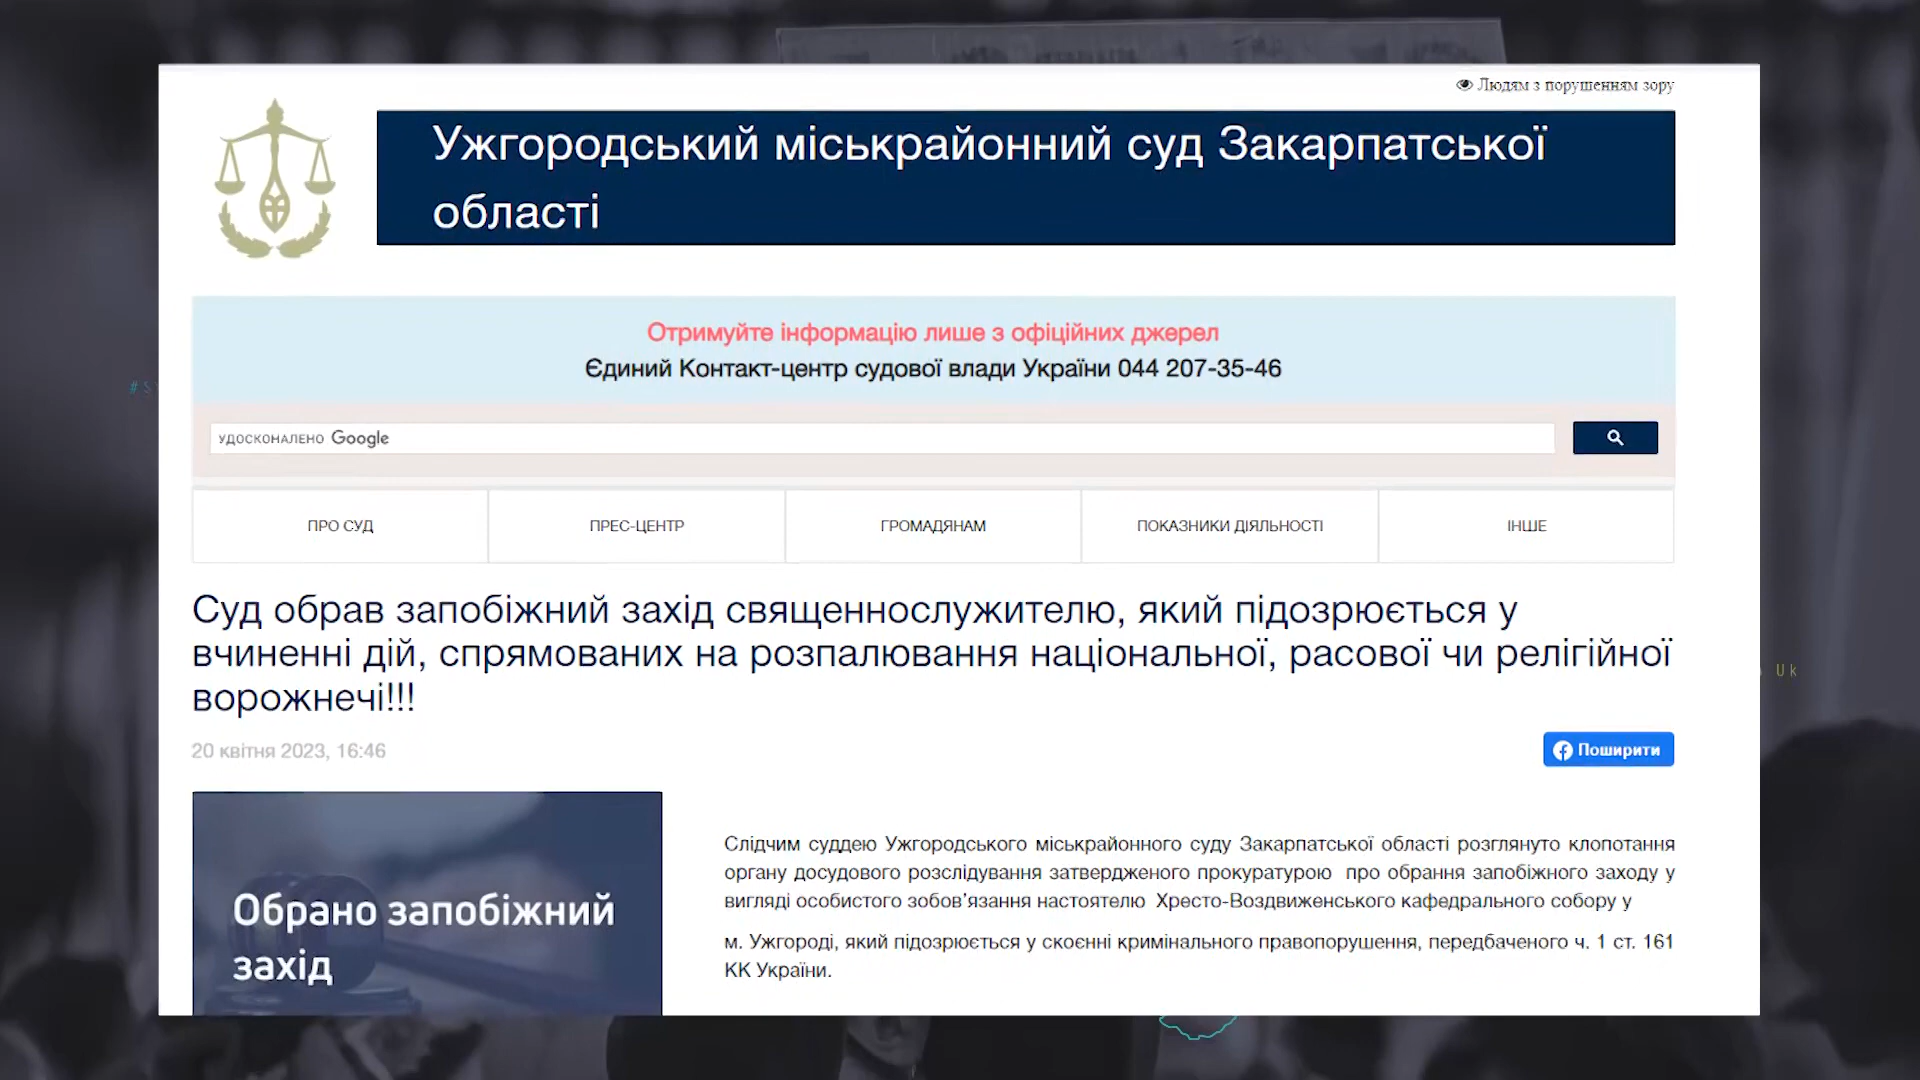 Людям з порушенням зору
Ужгородський міськрайонний суд Закарпатської
області
Отримуйте інформацію лише з офіційних джерел
Єдиний Контакт-центр судової влади України 044 207-35-46
УДОСКОНАЛЕНО Google
ПРО СУД
ПРЕС-ЦЕНТР
ГРОМАДЯНАМ
ПОКАЗНИКИ ДІЯЛЬНОСТІ
ІНШЕ
Суд обрав запобіжний захід священнослужителю, який підозрюється у
вчиненні дій, спрямованих на розпалювання національної, расової чи релігійної
ворожнечі!!!
20 квітня 2023, 16:46
Поширити
Обрано запобіжний
захід
Слідчим суддею Ужгородського міськрайонного суду Закарпатської області розглянуто клопотання
органу досудового розслідування затвердженого прокуратурою про обрання запобіжного заходу у
вигляді особистого зобов’язання настоятелю Хресто-Воздвиженського кафедрального собору у
м. Ужгороді, який підозрюється у скоєнні кримінального правопорушення, передбаченого ч. 1 ст. 161
КК України.
Uk